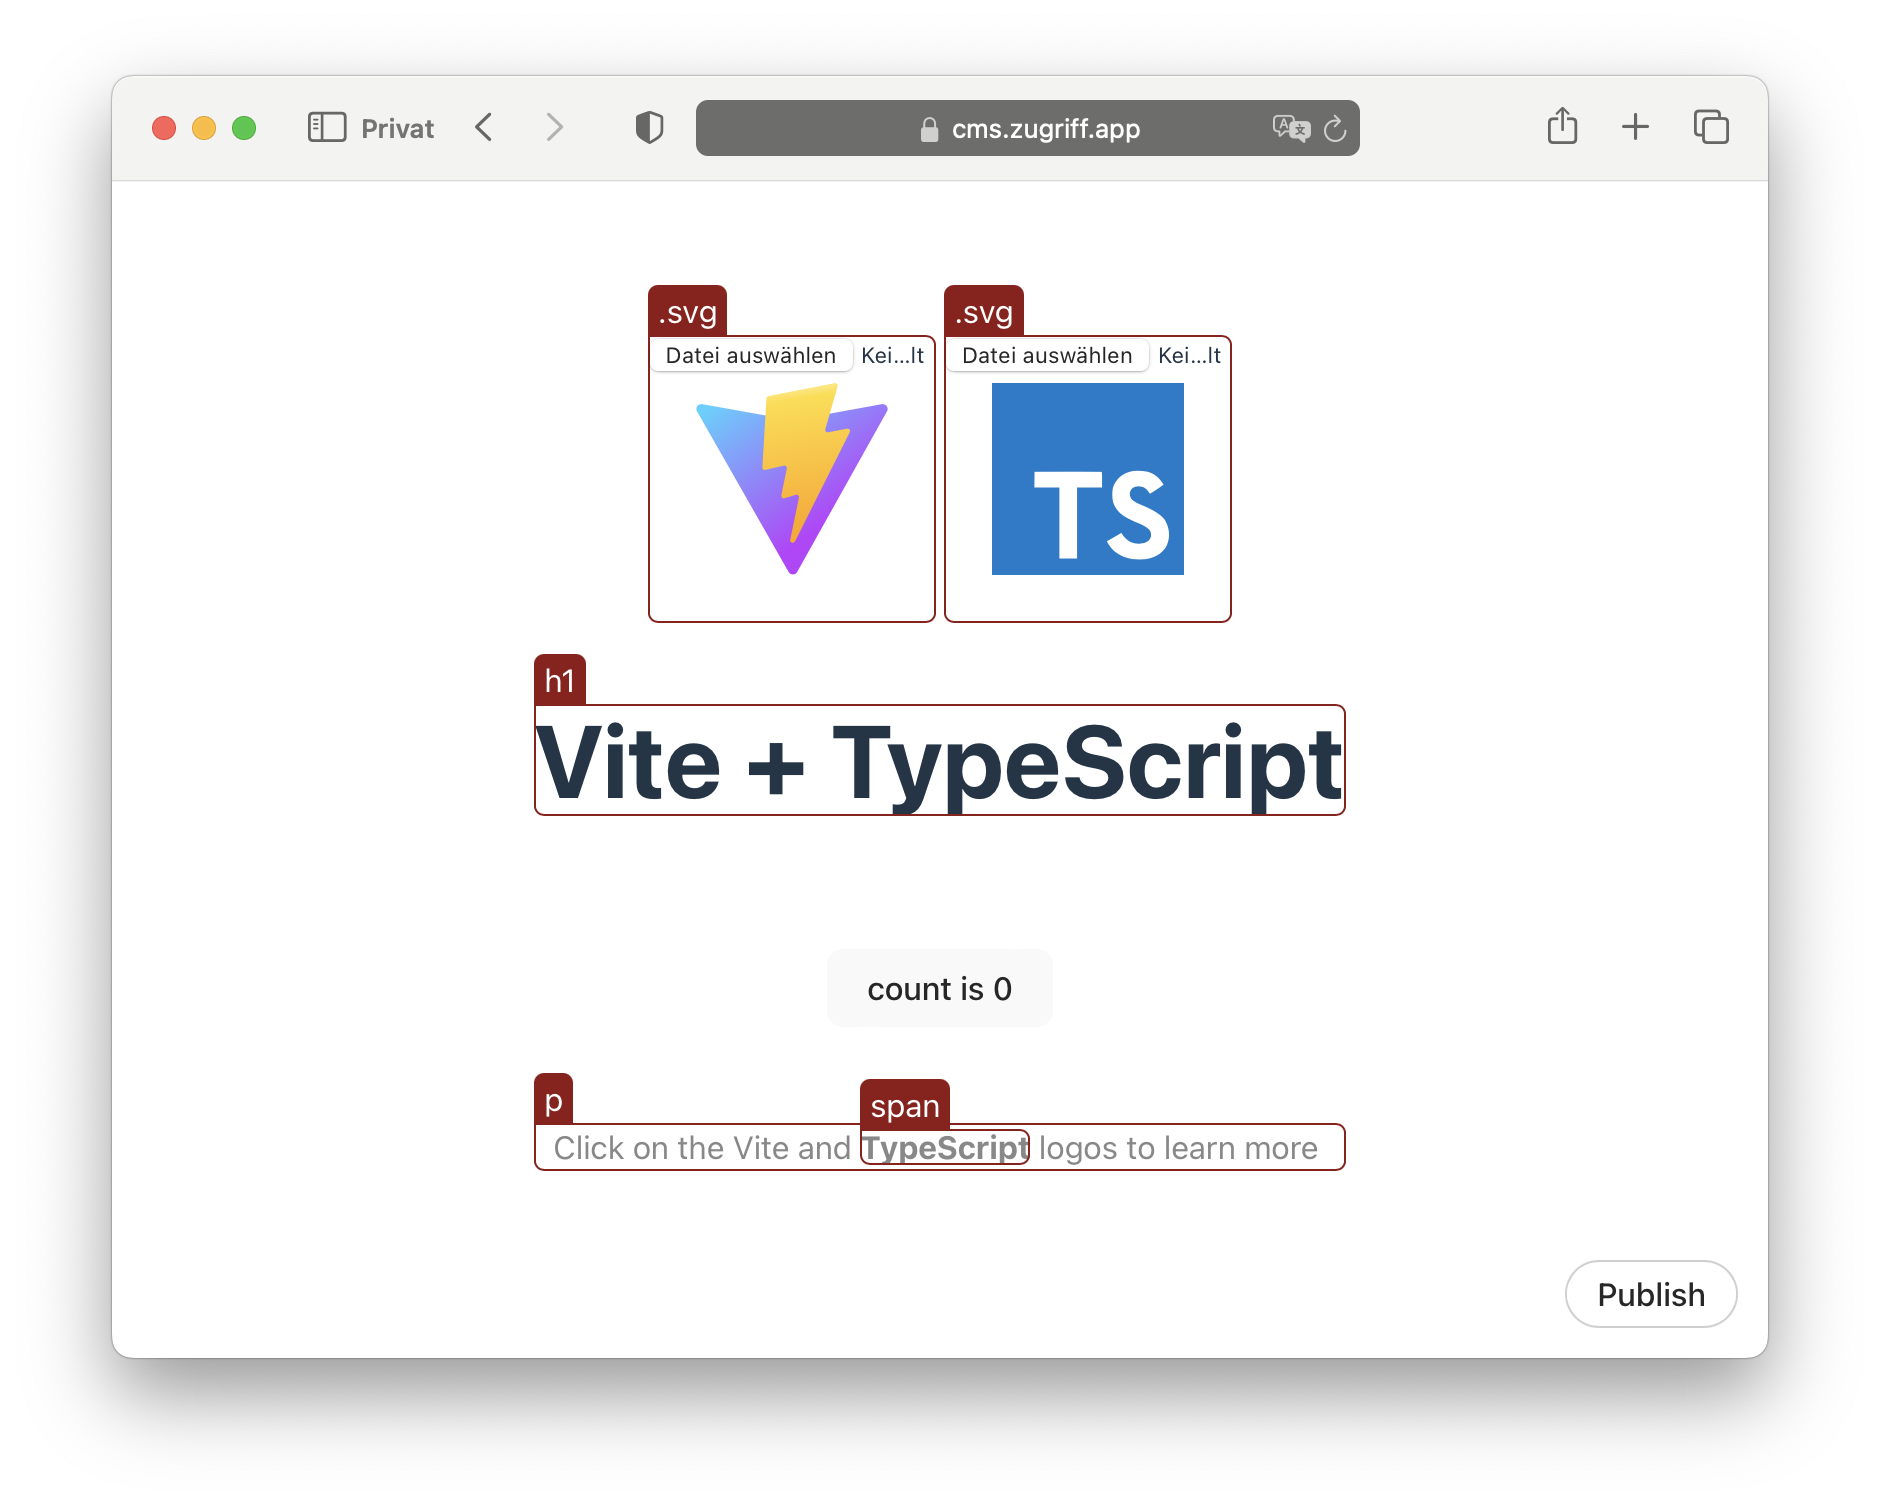 Privat
cms.zugriff.app
.svg
.svg
Datei auswählen Kei...lt
Datei auswählen Kei...lt
TS
h1
Vite + TypeScript
count is 0
p
span
Click on the Vite and TypeScript logos to learn more
Publish